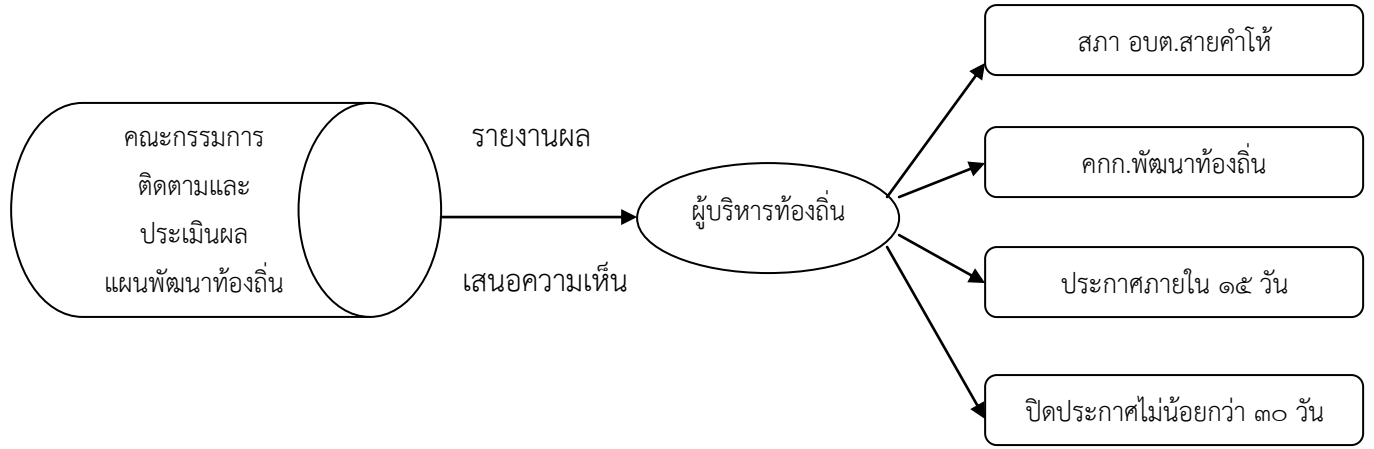 คณะกรรมการ
ติดตามและ
ประเมินผล
แผนพัฒนาท้องถิ่น
รายงานผล
เสนอความเห็น
ผู้บริหารท้องถิ่น
สภา อบต.สายคำโห้
คกก.พัฒนาท้องถิ่น
ประกาศภายใน ๑๕ วัน
ปิดประกาศไม่น้อยกว่า ๓๐ วัน